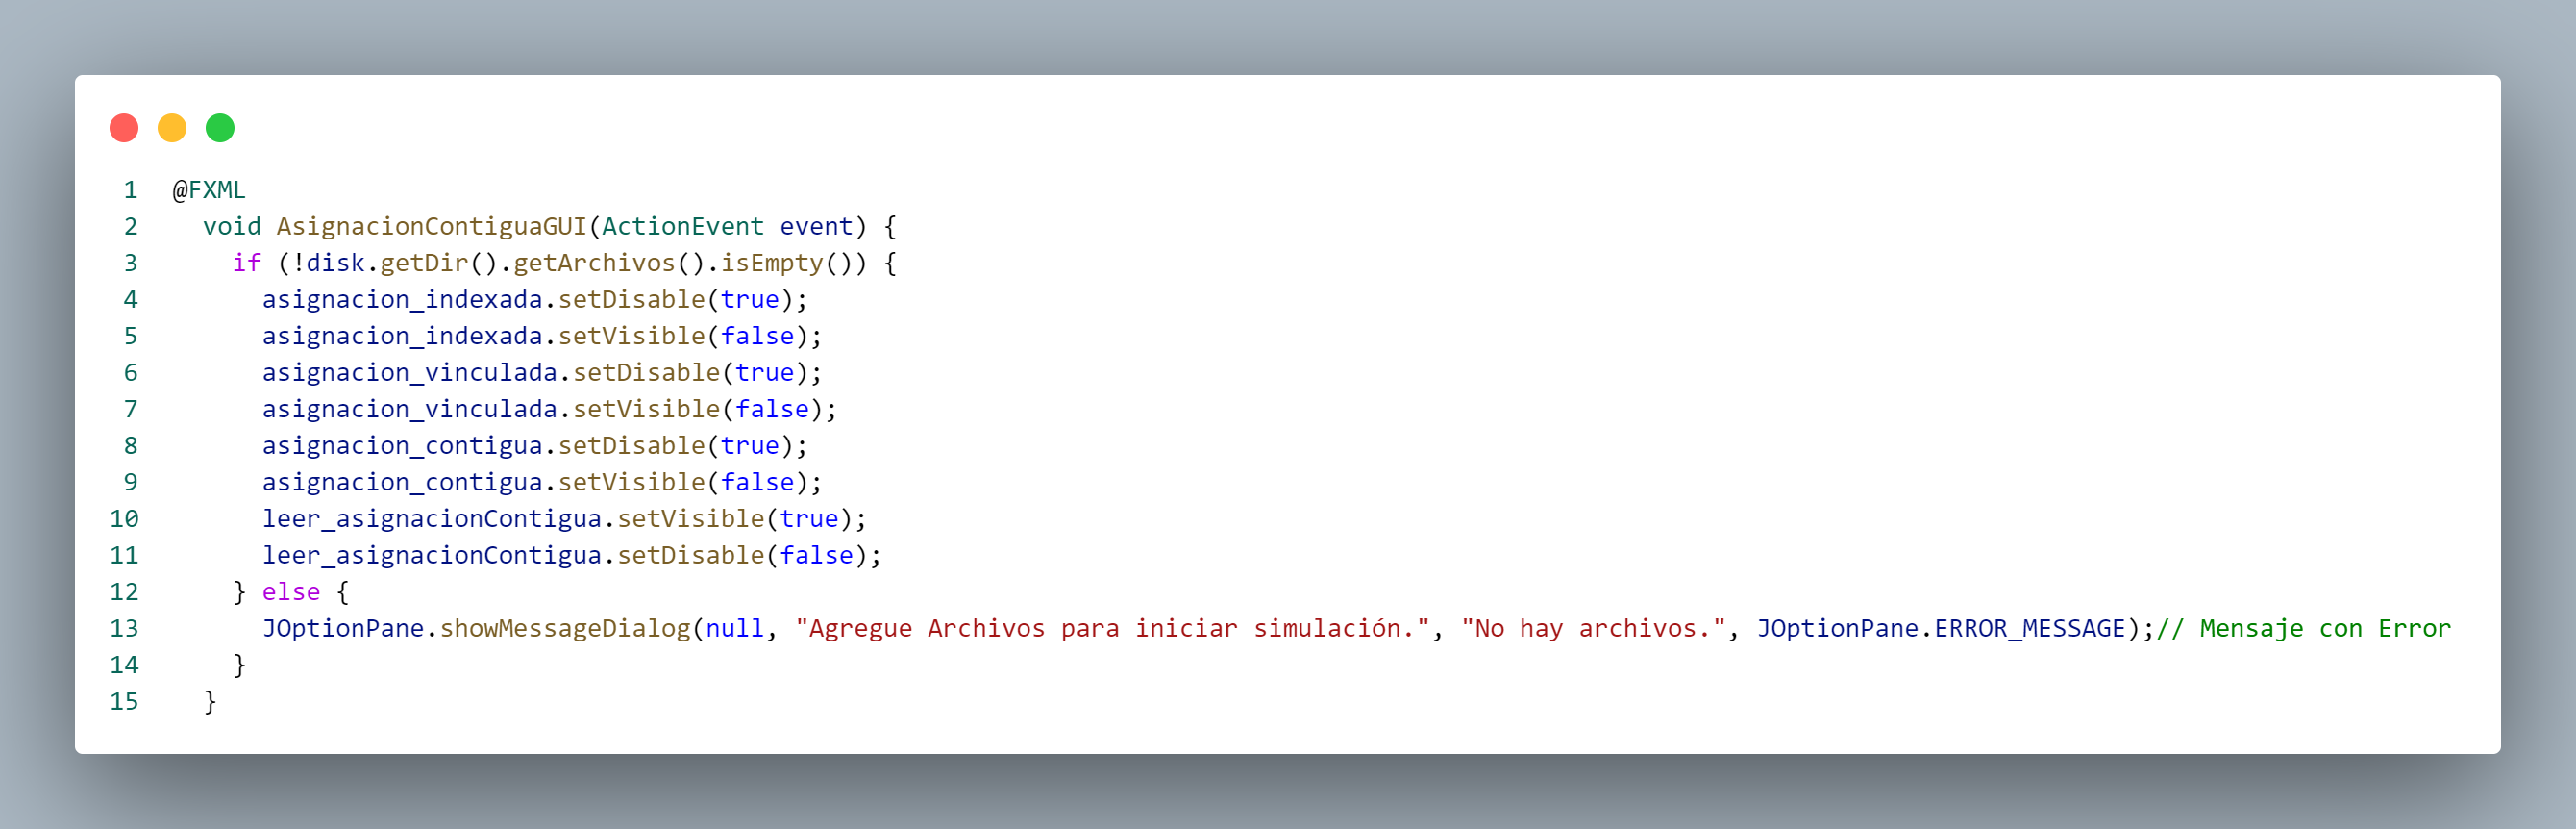 1 @FXML
2 void AsignacionContiguaGUI(ActionEvent event) {
3 if (!disk.getDir().getArchivos().isEmpty()) {
4 asignacion_indexada.setDisable(true);
5 asignacion_indexada.setVisible(false);
6 asignacion_vinculada.setDisable(true);
7 asignacion_vinculada.setVisible(false);
8 asignacion_contigua.setDisable(true);
9 asignacion_contigua.setVisible(false);
10 leer_asignacionContigua.setVisible(true);
11 leer_asignacionContigua.setDisable(false);
12 } else {
13 JOptionPane.showMessageDialog(null, "Agregue Archivos para iniciar simulación.", "No hay archivos.", JOptionPane.ERROR_MESSAGE);// Mensaje con Error
14 }
15 }